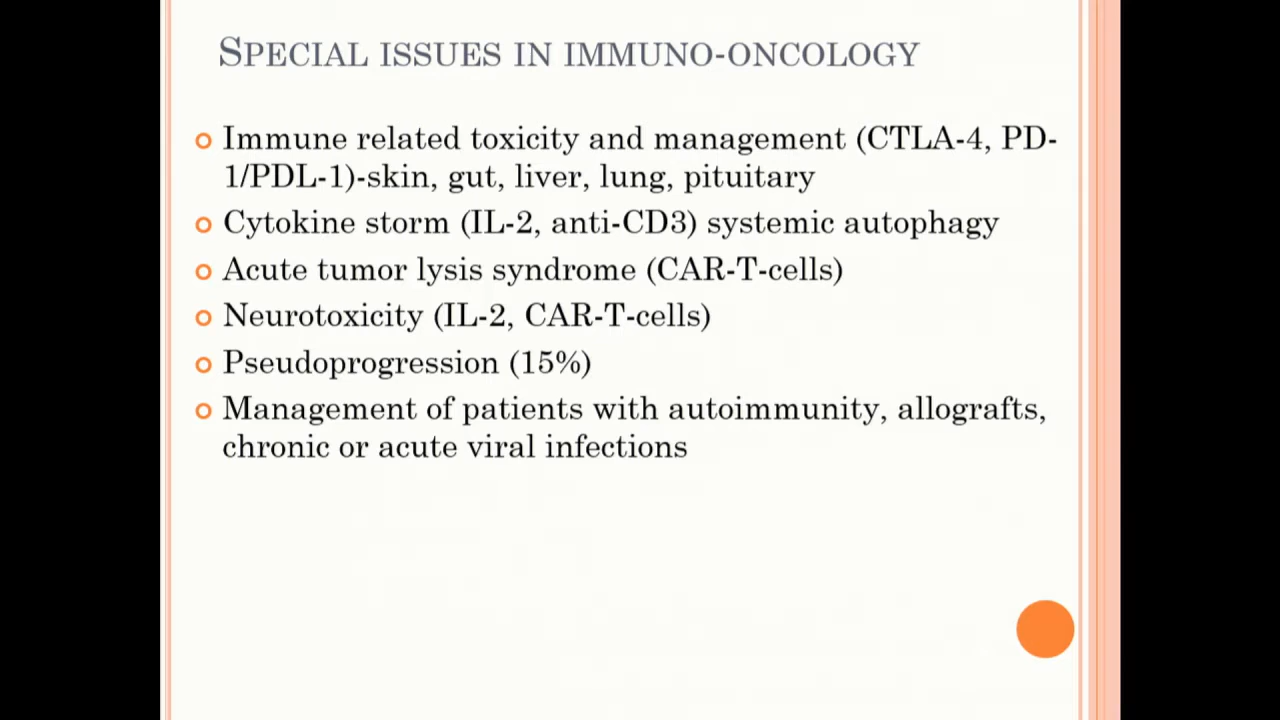 SPECIAL ISSUES IN IMMUNO-ONCOLOGY
Immune related toxicity and management (CTLA-4, PD-
1/PDL-1)-skin, gut, liver, lung, pituitary
Cytokine storm (IL-2, anti-CD3) systemic autophagy
Acute tumor lysis syndrome (CAR-T-cells)
Neurotoxicity (IL-2, CAR-T-cells)
Pseudoprogression (15%)
Management of patients with autoimmunity, allografts,
chronic or acute viral infections